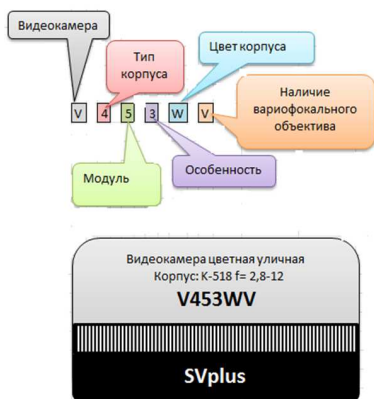 Видеокамера
Тип
корпуса
Цвет корпуса
Наличие
вариофокального
объектива
V 4 5 3 W V
Модуль
Особенность
Видеокамера цветная уличная
Корпус: К-518 f= 2,8-12
V453WV
SVplus